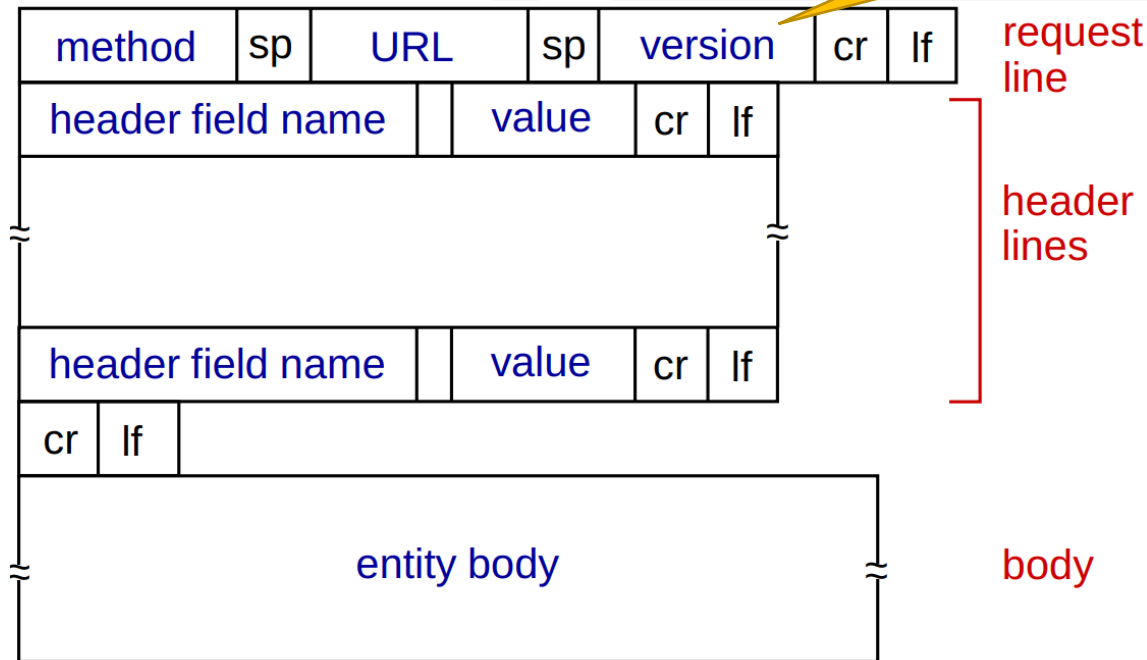 method sp URL sp version cr lf
request
line
header field name value cr lf
header
lines
header field name value cr lf
cr lf
entity body
body